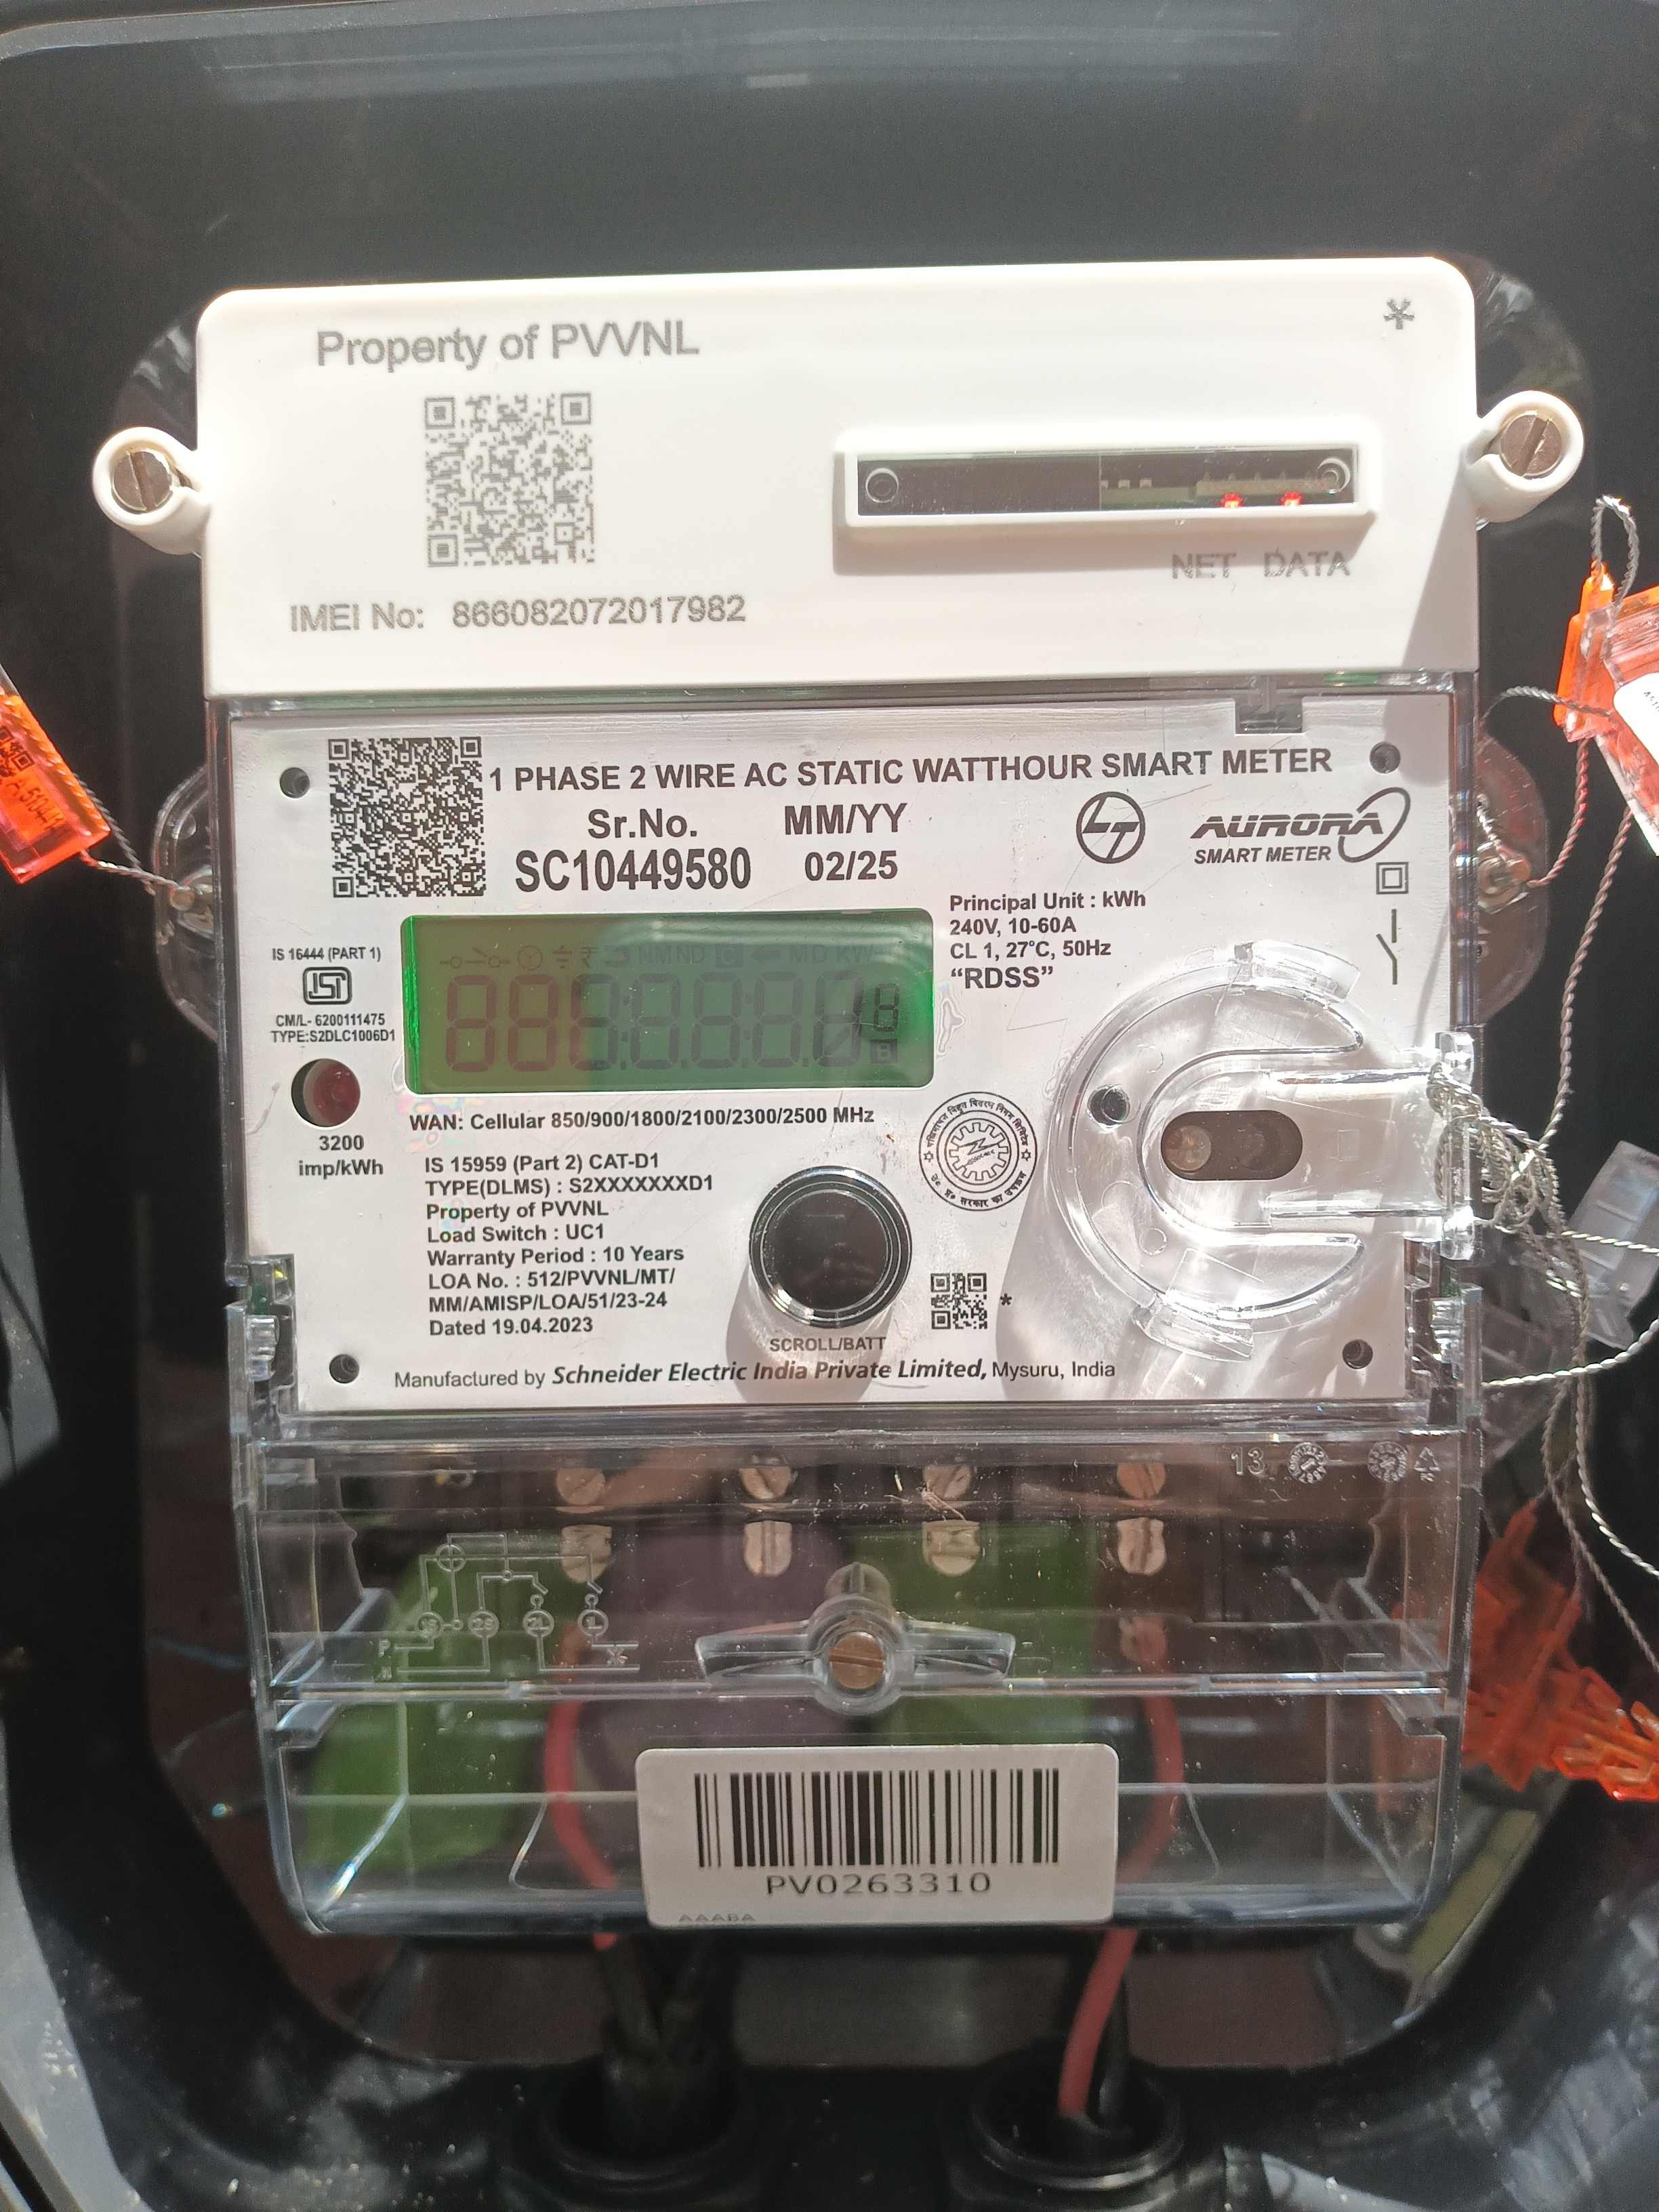 Property of PVVNL
NET DATA
IMEI No: 866082072017982
1 PHASE 2 WIRE AC STATIC WATTHOUR SMART METER
Sr.No. MM/YY
SC10449580 02/25
LT
AURORA
SMART METER
Principal Unit : kWh
240V, 10-60A
CL 1, 27°C, 50Hz
“RDSS”
IS 16444 (PART 1)
ISI
CM/L- 6200111475
TYPE:S2DLC1006D1
3200
imp/kWh
WAN: Cellular 850/900/1800/2100/2300/2500 MHz
IS 15959 (Part 2) CAT-D1
TYPE(DLMS) : S2XXXXXXXD1
Property of PVVNL
Load Switch : UC1
Warranty Period : 10 Years
LOA No. : 512/PVVNL/MT/
MM/AMISP/LOA/51/23-24
Dated 19.04.2023
SCROLL/BATT
Manufactured by Schneider Electric India Private Limited, Mysuru, India
13
PV0263310